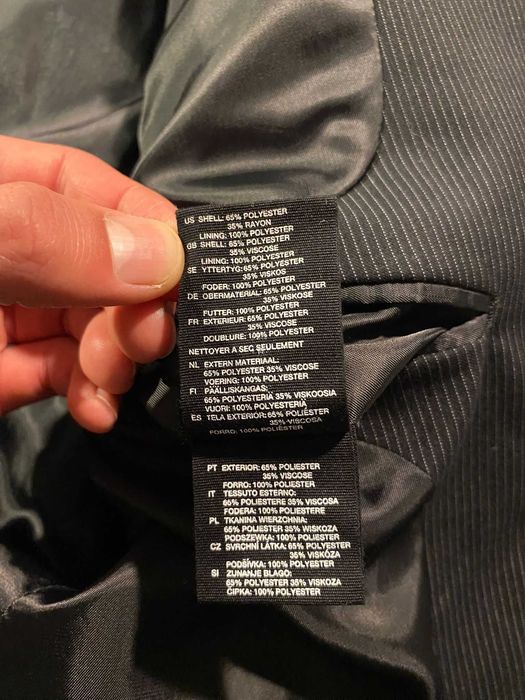 US SHELL: 65% POLYESTER
35% RAYON
LINING: 100% POLYESTER
GB SHELL: 65% POLYESTER
35% VISCOSE
LINING: 100% POLYESTER
SE YTTERTYG: 65% POLYESTER
35% VISKOS
FODER: 100% POLYESTER
DE OBERMATERIAL: 65% POLYESTER
35% VISKOSE
FUTTER: 100% POLYESTER
FR EXTERIEUR: 65% POLYESTER
35% VISCOSE
DOUBLURE: 100% POLYESTER
NETTOYER A SEC SEULEMENT
NL EXTERN MATERIAAL:
65% POLYESTER 35% VISCOSE
VOERING: 100% POLYESTER
FI PÄÄLLISKANGAS:
65% POLYESTERIÄ 35% VISKOOSIA
VUORI: 100% POLYESTERIÄ
ES TELA EXTERIOR: 65% POLIÉSTER
35% VISCOSA
FORRO: 100% POLIÉSTER
PT EXTERIOR: 65% POLIESTER
35% VISCOSE
FORRO: 100% POLIESTER
IT TESSUTO ESTERNO:
65% POLIESTERE 35% VISCOSA
FODERA: 100% POLIESTERE
PL TKANINA WIERZCHNIA:
65% POLYESTER 35% WISKOZA
PODSZEWKA: 100% POLYESTER
CZ SVRCHNÍ LÁTKA: 65% POLYESTER
35% VISKÓZA
PODŠÍVKA: 100% POLYESTER
SI ZUNANJE BLAGO:
65% POLYESTER 35% VISKOZA
ČIPKA: 100% POLYESTER